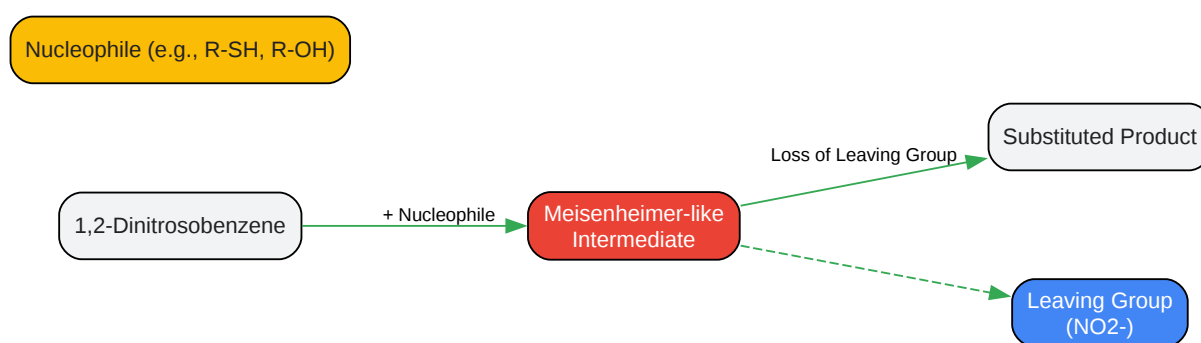 Nucleophile (e.g., R-SH, R-OH)
Substituted Product
Loss of Leaving Group
1,2-Dinitrosobenzene
+ Nucleophile
Meisenheimer-like
Intermediate
Leaving Group
(NO2-)